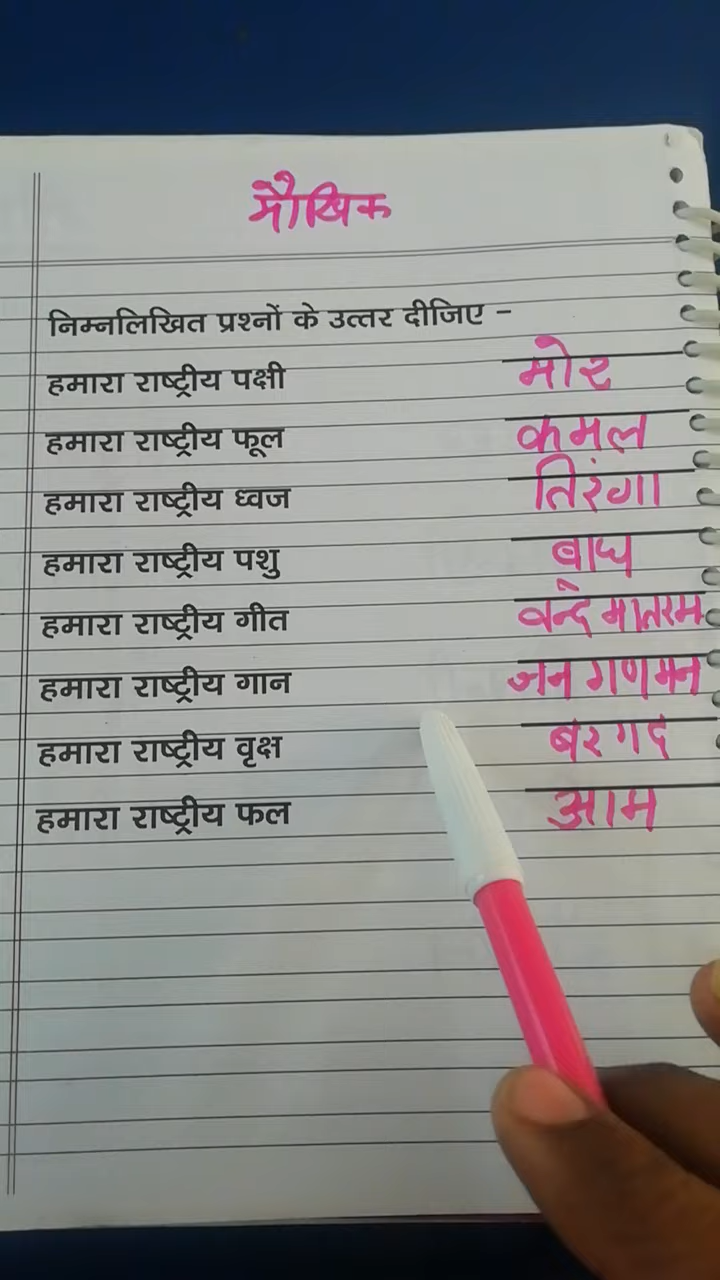 मौखिक
निम्नलिखित प्रश्नों के उत्तर दीजिए -
हमारा राष्ट्रीय पक्षी मोर
हमारा राष्ट्रीय फूल कमल
हमारा राष्ट्रीय ध्वज तिरंगा
हमारा राष्ट्रीय पशु बाघ
हमारा राष्ट्रीय गीत वन्दे मातरम
हमारा राष्ट्रीय गान जन गण मन
हमारा राष्ट्रीय वृक्ष बरगद
हमारा राष्ट्रीय फल आम